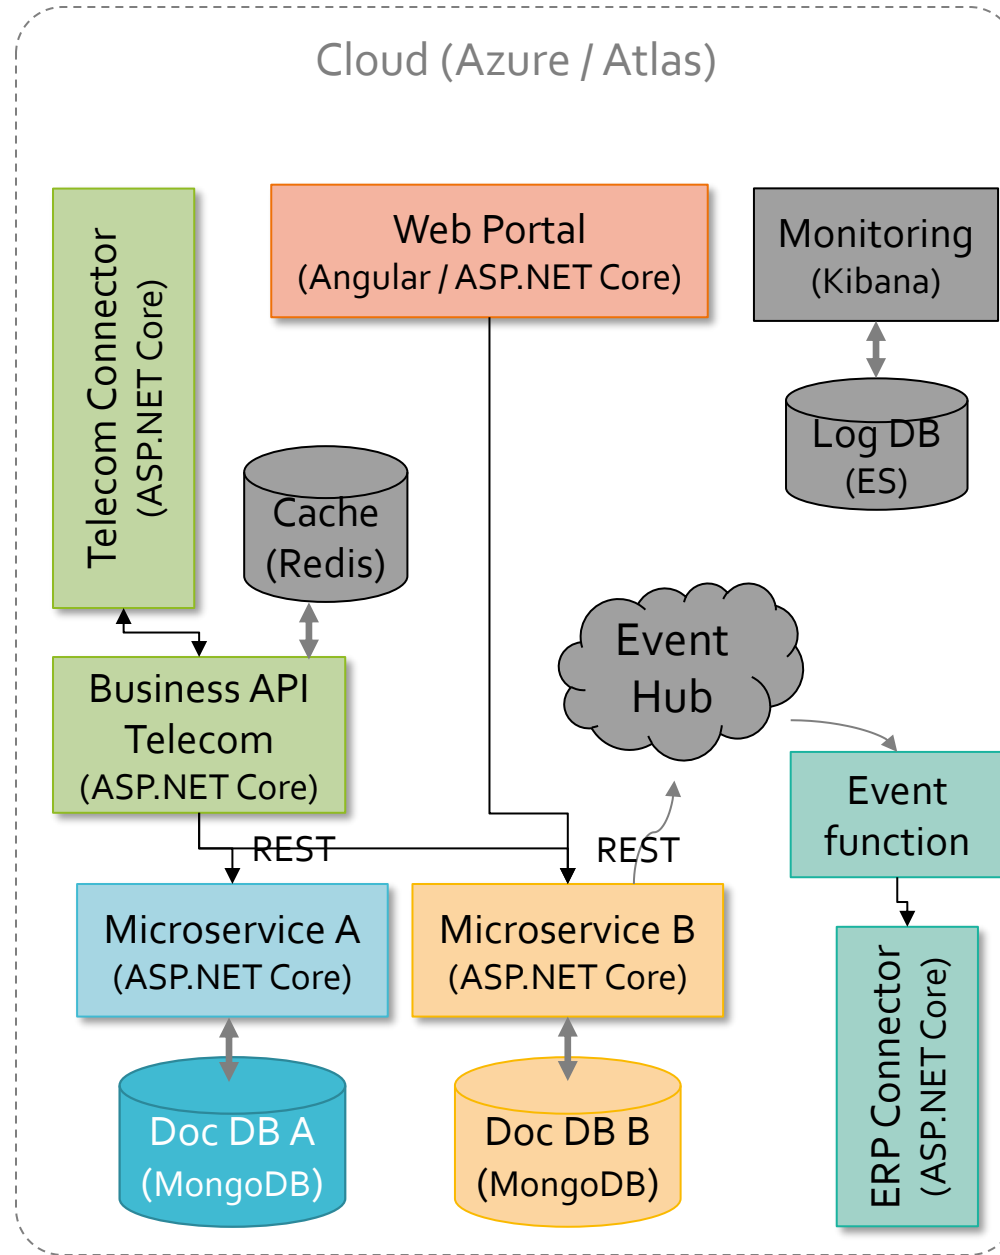 Cloud (Azure / Atlas)
Telecom Connector
(ASP.NET Core)
Web Portal
(Angular / ASP.NET Core)
Monitoring
(Kibana)
Log DB
(ES)
Cache
(Redis)
Event
Hub
Business API
Telecom
(ASP.NET Core)
Event
function
REST
REST
Microservice A
(ASP.NET Core)
Microservice B
(ASP.NET Core)
ERP Connector
(ASP.NET Core)
Doc DB A
(MongoDB)
Doc DB B
(MongoDB)